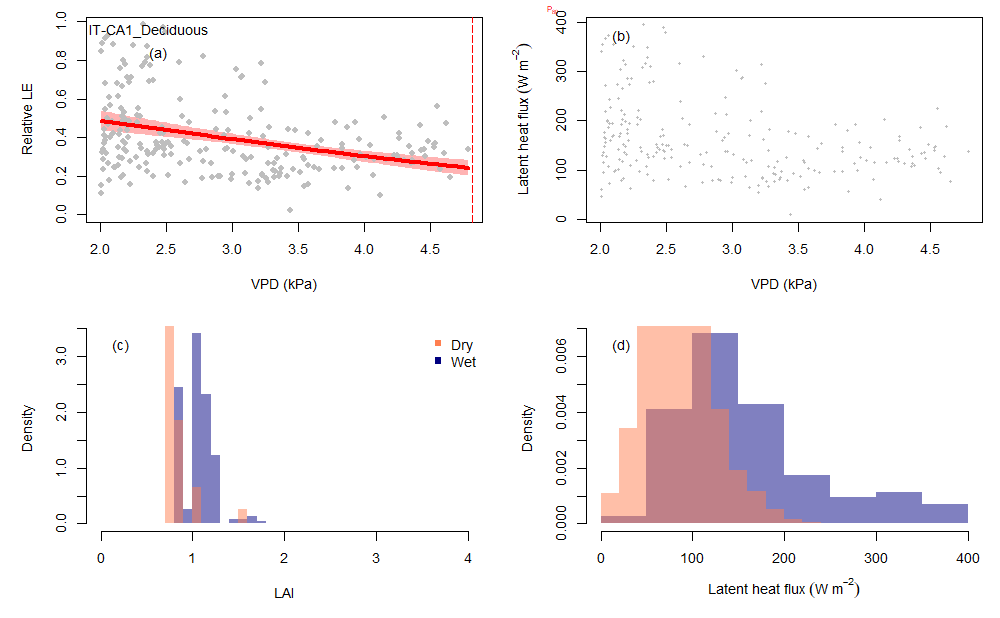 IT-CA1_Deciduous
(a)
Relative LE
0.0 0.2 0.4 0.6 0.8 1.0
2.0 2.5 3.0 3.5 4.0 4.5
VPD (kPa)
(b)
Latent heat flux (W m⁻²)
0 100 200 300 400
2.0 2.5 3.0 3.5 4.0 4.5
VPD (kPa)
(c)
Dry
Wet
Density
0.0 1.0 2.0 3.0
0 1 2 3 4
LAI
(d)
Density
0.000 0.002 0.004 0.006
0 100 200 300 400
Latent heat flux (W m⁻²)